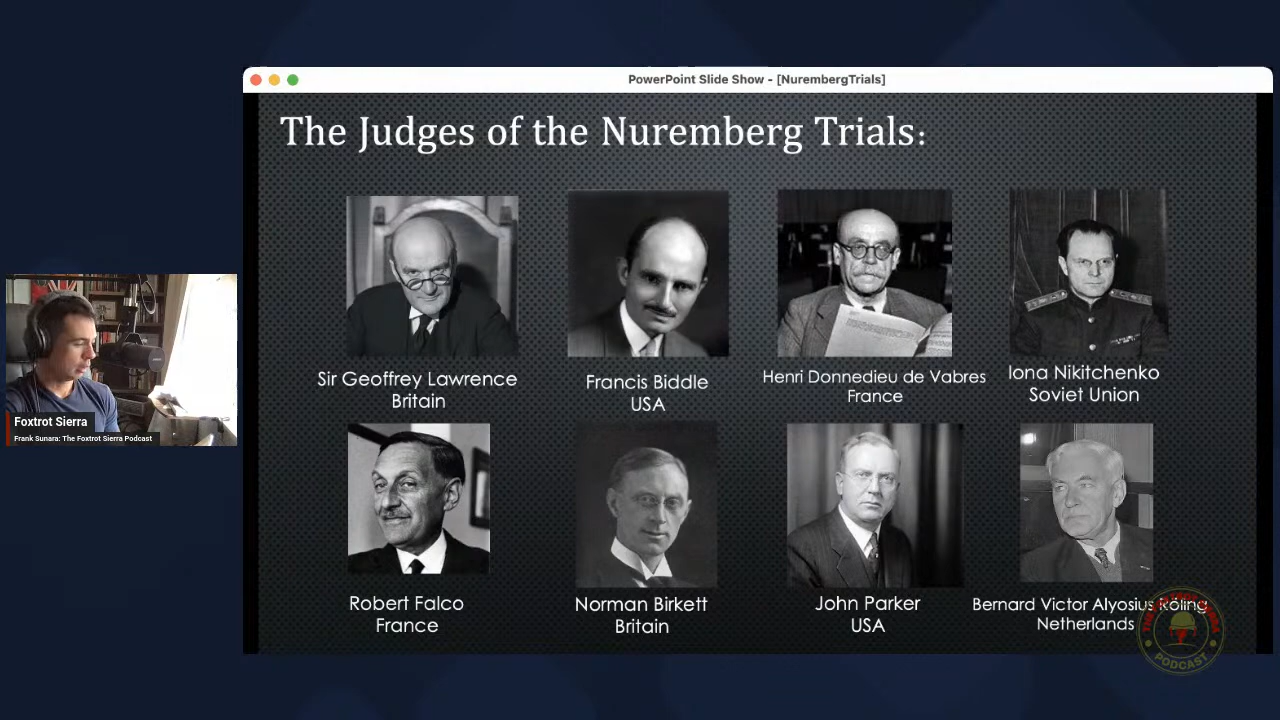 PowerPoint Slide Show - [NurembergTrials]
The Judges of the Nuremberg Trials:
Sir Geoffrey Lawrence
Britain
Francis Biddle
USA
Henri Donnedieu de Vabres
France
Iona Nikitchenko
Soviet Union
Robert Falco
France
Norman Birkett
Britain
John Parker
USA
Bernard Victor Alyosius Röling
Netherlands
Foxtrot Sierra
Frank Sunara: The Foxtrot Sierra Podcast
PODCAST